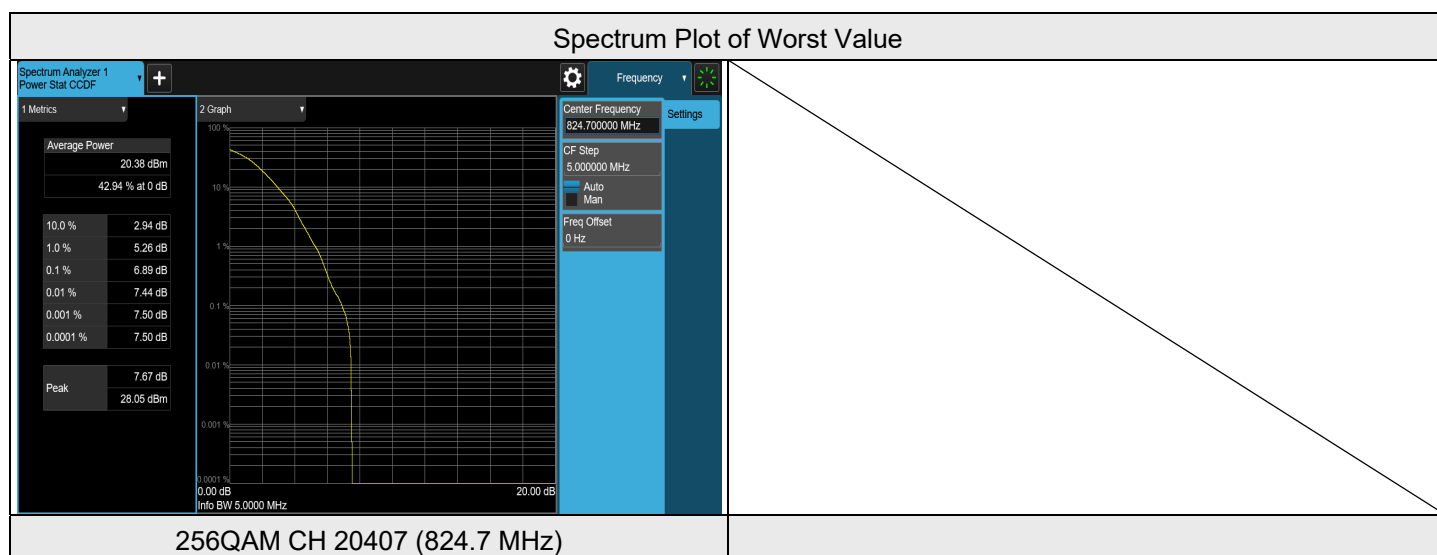 Spectrum Plot of Worst Value
Spectrum Analyzer 1
Power Stat CCDF
+
Frequency
1 Metrics
2 Graph
Center Frequency
824.700000 MHz
Settings
CF Step
5.000000 MHz
Auto
Man
Freq Offset
0 Hz
Average Power
20.38 dBm
42.94 % at 0 dB
10.0 % 2.94 dB
1.0 % 5.26 dB
0.1 % 6.89 dB
0.01 % 7.44 dB
0.001 % 7.50 dB
0.0001 % 7.50 dB
Peak 7.67 dB
28.05 dBm
100 %
10 %
1 %
0.1 %
0.01 %
0.001 %
0.0001 %
0.00 dB 20.00 dB
Info BW 5.0000 MHz
256QAM CH 20407 (824.7 MHz)